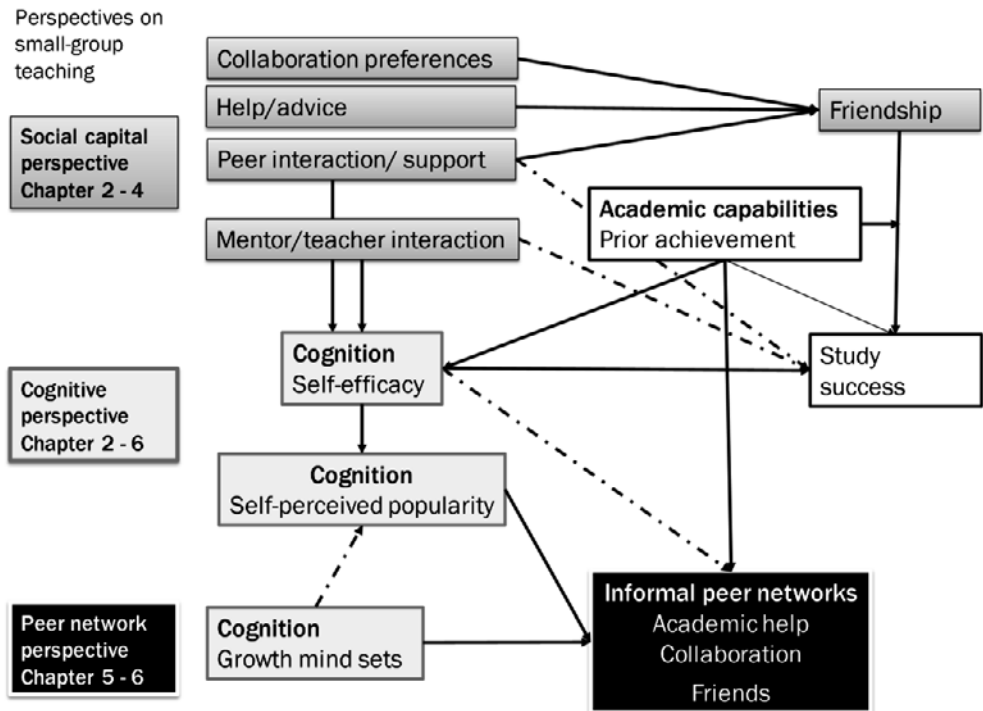 Perspectives on
small-group
teaching
Collaboration preferences
Help/advice
Friendship
Social capital
perspective
Chapter 2 - 4
Peer interaction/ support
Academic capabilities
Prior achievement
Mentor/teacher interaction
Cognition
Self-efficacy
Study
success
Cognitive
perspective
Chapter 2 - 6
Cognition
Self-perceived popularity
Informal peer networks
Academic help
Collaboration
Friends
Peer network
perspective
Chapter 5 - 6
Cognition
Growth mind sets